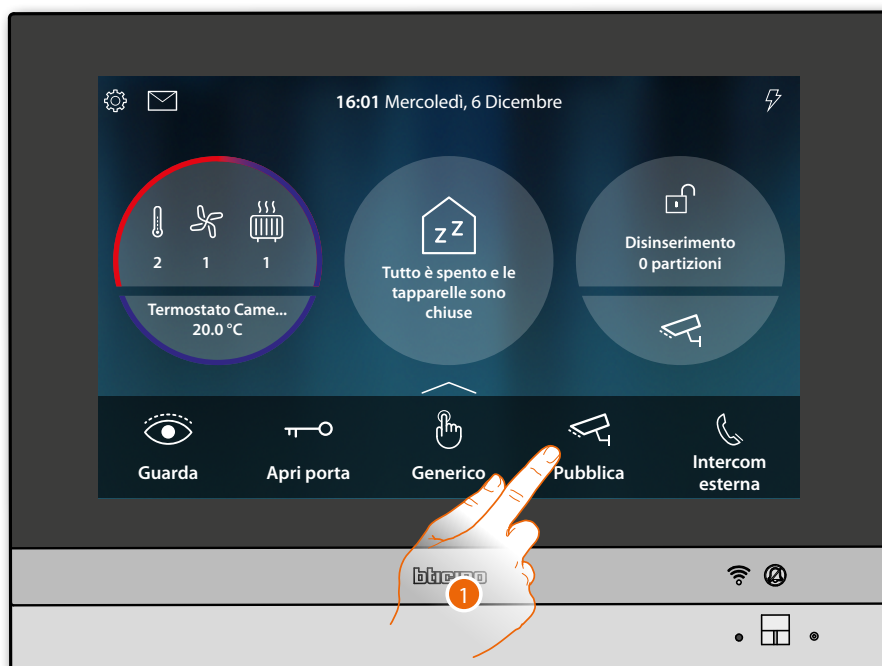 16:01 Mercoledì, 6 Dicembre
2 1 1
Termostato Came...
20.0 °C
Tutto è spento e le
tapparelle sono
chiuse
Disinserimento
0 partizioni
Guarda
Apri porta
Generico
Pubblica
Intercom
esterna
bticino
1